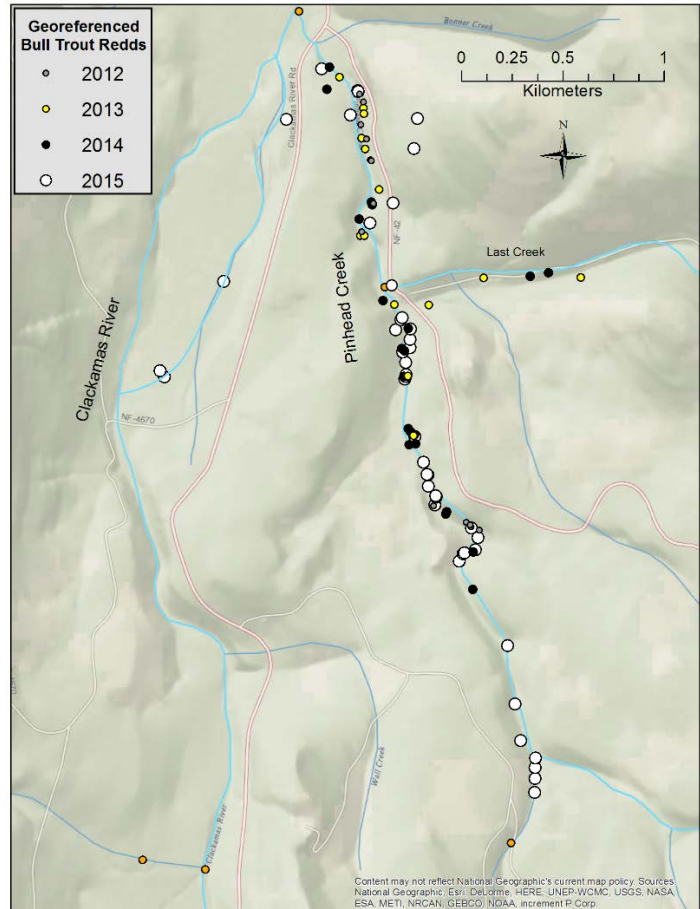 Georeferenced
Bull Trout Redds
2012
2013
2014
2015
Bonner Creek
0 0.25 0.5 1
Kilometers
N
Clackamas River Rd
NF-42
Last Creek
Pinhead Creek
Clackamas River
NF-4670
Wall Creek
Clackamas River
Content may not reflect National Geographic's current map policy. Sources:
National Geographic, Esri, DeLorme, HERE, UNEP-WCMC, USGS, NASA,
ESA, METI, NRCAN, GEBCO, NOAA, increment P Corp.